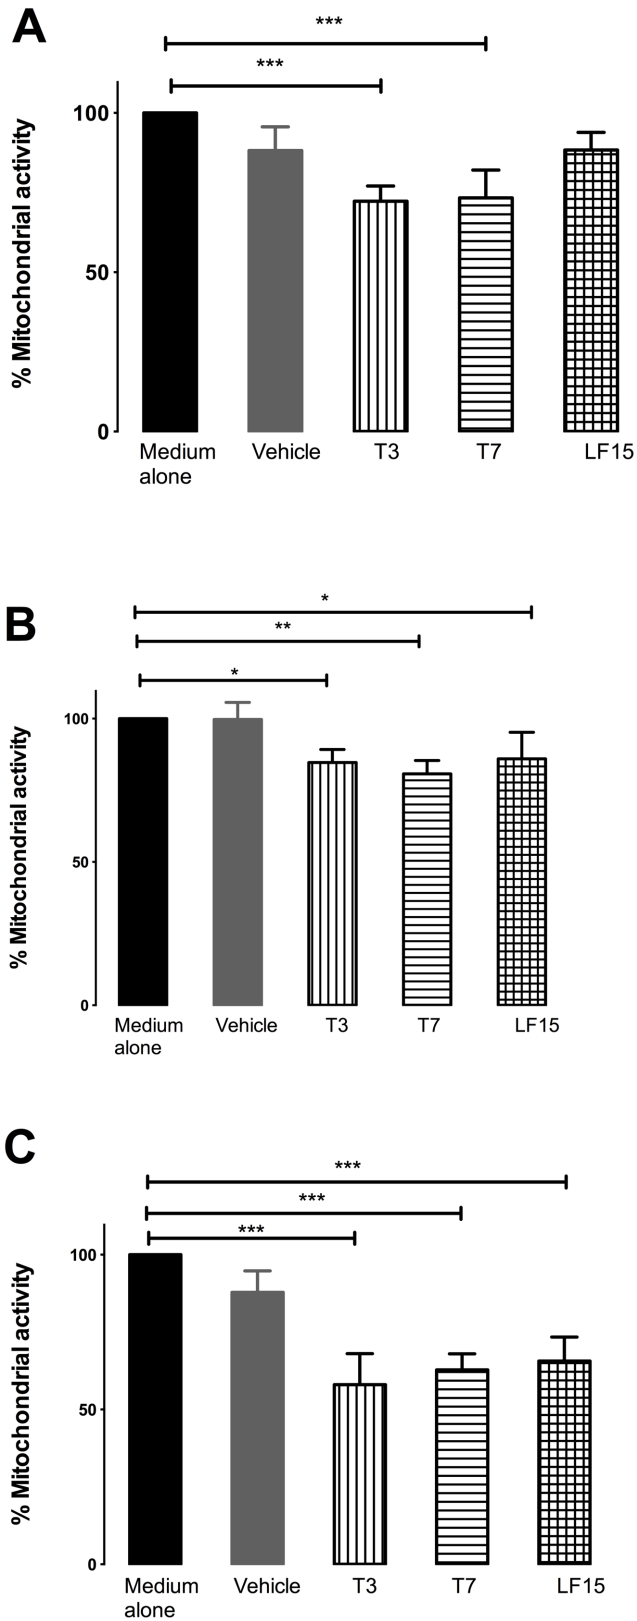 A
***
***
% Mitochondrial activity
100
50
0
Medium
alone
Vehicle
T3
T7
LF15
B
*
**
*
% Mitochondrial activity
100
50
0
Medium
alone
Vehicle
T3
T7
LF15
C
***
***
***
% Mitochondrial activity
100
50
0
Medium
alone
Vehicle
T3
T7
LF15